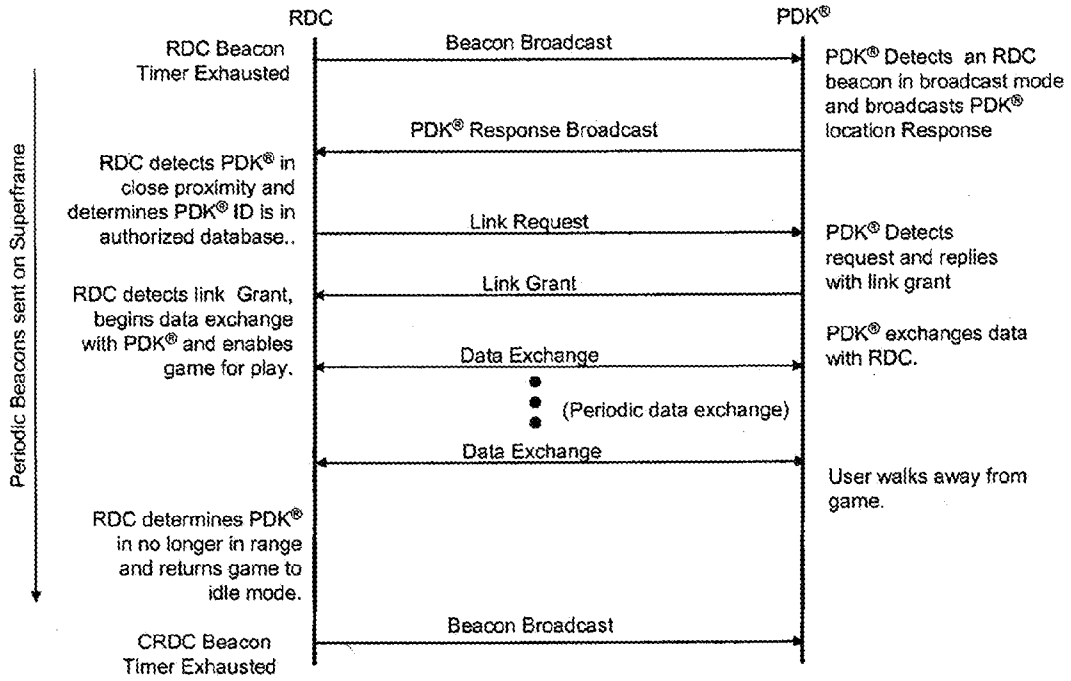 RDC
PDK®
RDC Beacon
Timer Exhausted
Beacon Broadcast
PDK® Detects an RDC
beacon in broadcast mode
and broadcasts PDK®
location Response
PDK® Response Broadcast
RDC detects PDK® in
close proximity and
determines PDK® ID is in
authorized database..
Link Request
PDK® Detects
request and replies
with link grant
Link Grant
RDC detects link Grant,
begins data exchange
with PDK® and enables
game for play.
PDK® exchanges data
with RDC.
Data Exchange
(Periodic data exchange)
Data Exchange
User walks away from
game.
RDC determines PDK®
in no longer in range
and returns game to
idle mode.
Beacon Broadcast
CRDC Beacon
Timer Exhausted
Periodic Beacons sent on Superframe